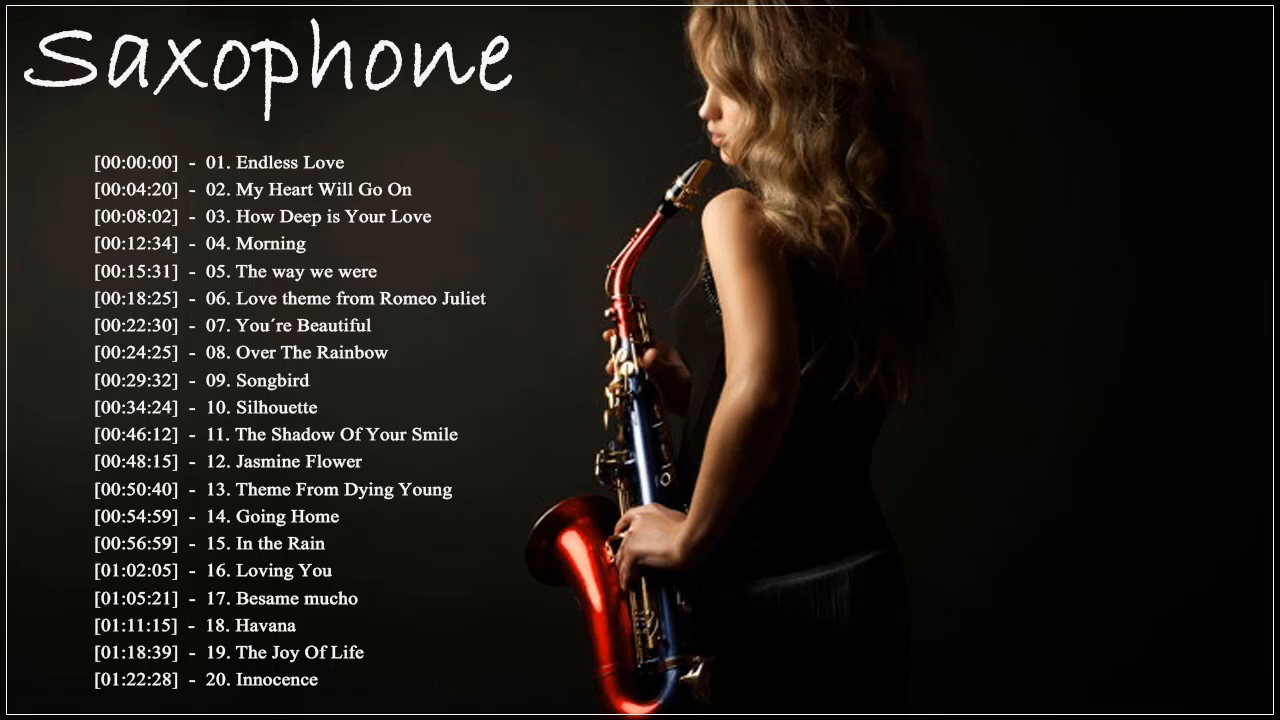 Saxophone
[00:00:00] - 01. Endless Love
[00:04:20] - 02. My Heart Will Go On
[00:08:02] - 03. How Deep is Your Love
[00:12:34] - 04. Morning
[00:15:31] - 05. The way we were
[00:18:25] - 06. Love theme from Romeo Juliet
[00:22:30] - 07. You´re Beautiful
[00:24:25] - 08. Over The Rainbow
[00:29:32] - 09. Songbird
[00:34:24] - 10. Silhouette
[00:46:12] - 11. The Shadow Of Your Smile
[00:48:15] - 12. Jasmine Flower
[00:50:40] - 13. Theme From Dying Young
[00:54:59] - 14. Going Home
[00:56:59] - 15. In the Rain
[01:02:05] - 16. Loving You
[01:05:21] - 17. Besame mucho
[01:11:15] - 18. Havana
[01:18:39] - 19. The Joy Of Life
[01:22:28] - 20. Innocence